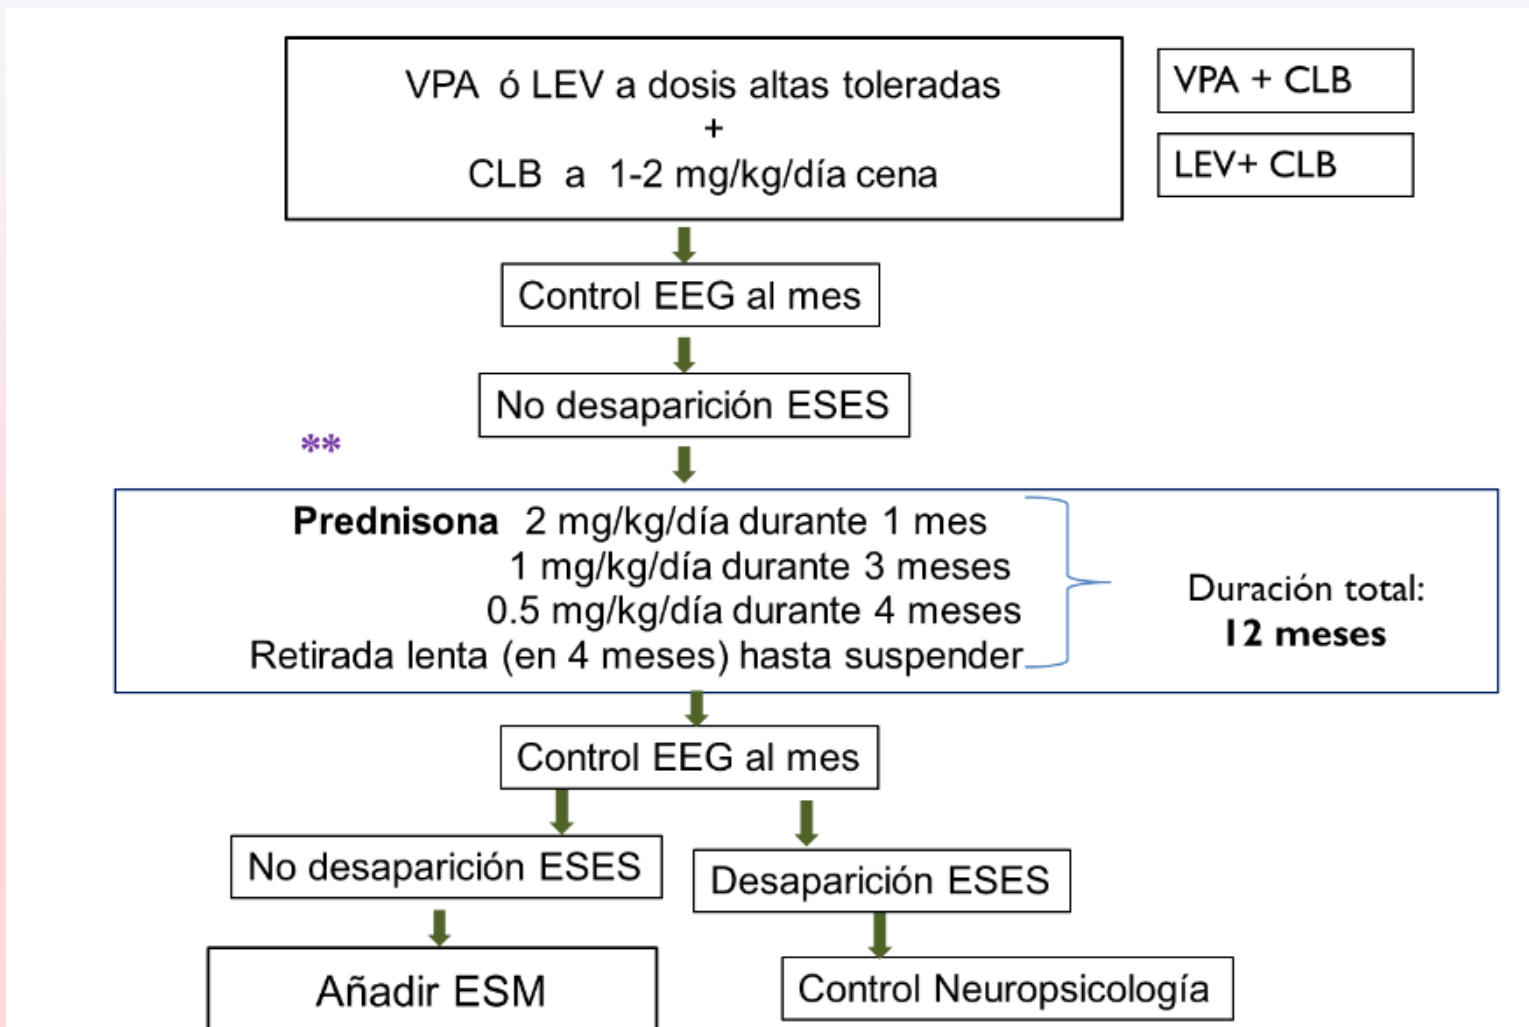 VPA ó LEV a dosis altas toleradas
+
CLB a 1-2 mg/kg/día cena
VPA + CLB
LEV+ CLB
Control EEG al mes
No desaparición ESES
**
Prednisona 2 mg/kg/día durante 1 mes
1 mg/kg/día durante 3 meses
0.5 mg/kg/día durante 4 meses
Retirada lenta (en 4 meses) hasta suspender
Duración total:
12 meses
Control EEG al mes
No desaparición ESES
Desaparición ESES
Añadir ESM
Control Neuropsicología